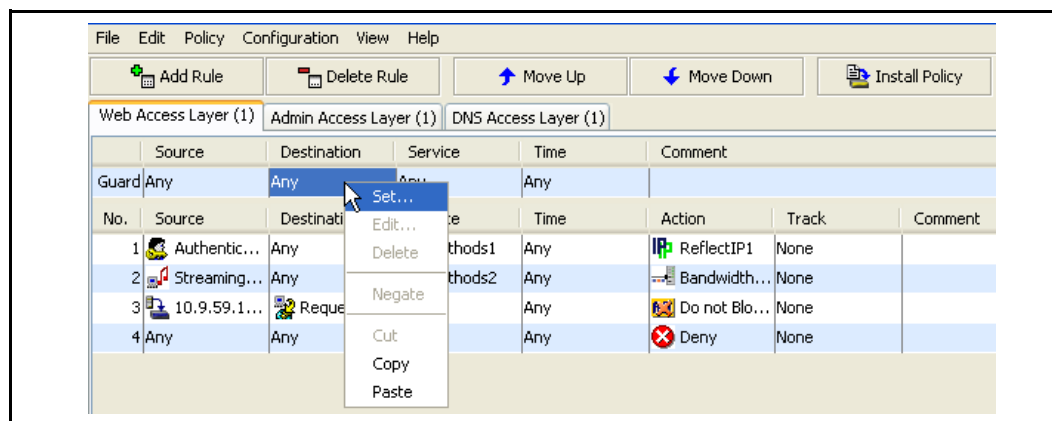 File Edit Policy Configuration View Help
Add Rule Delete Rule Move Up Move Down Install Policy
Web Access Layer (1) Admin Access Layer (1) DNS Access Layer (1)
Source Destination Service Time Comment
Guard Any Any Any Any
Set...
No. Source Destinati e Time Action Track Comment
Edit...
1 Authentic... Any thods1 Any ReflectIP1 None
Delete
2 Streaming... Any thods2 Any Bandwidth... None
Negate
3 10.9.59.1... Reque Any Do not Blo... None
4 Any Any Any Deny None
Cut
Copy
Paste